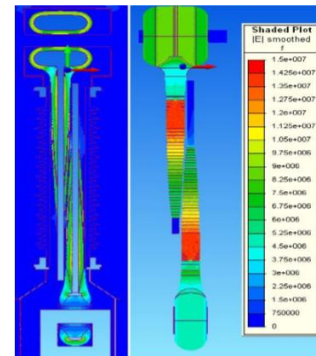 Shaded Plot
|E| smoothed
f
1.5e+007
1.425e+007
1.35e+007
1.275e+007
1.2e+007
1.125e+007
1.05e+007
9.75e+006
9e+006
8.25e+006
7.5e+006
6.75e+006
6e+006
5.25e+006
4.5e+006
3.75e+006
3e+006
2.25e+006
1.5e+006
750000
0